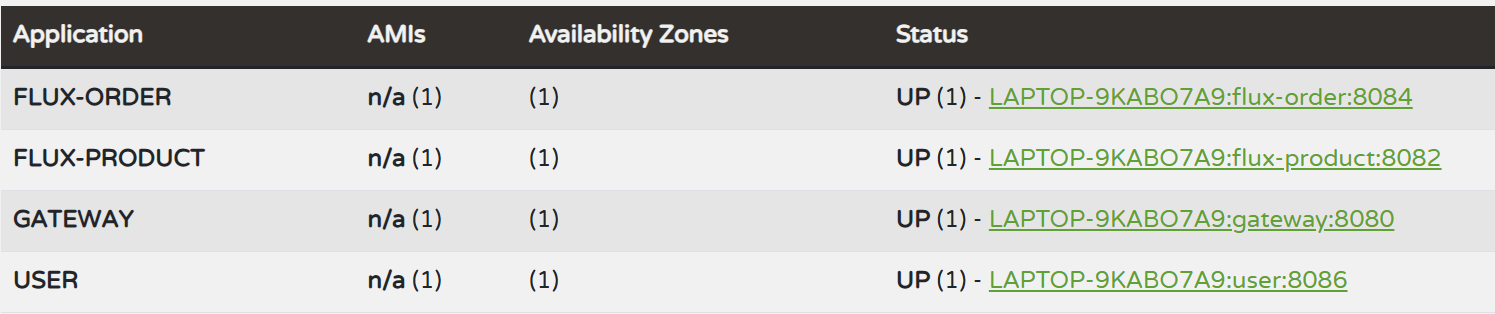 Application AMIs Availability Zones Status
FLUX-ORDER n/a (1) (1) UP (1) - LAPTOP-9KABO7A9:flux-order:8084
FLUX-PRODUCT n/a (1) (1) UP (1) - LAPTOP-9KABO7A9:flux-product:8082
GATEWAY n/a (1) (1) UP (1) - LAPTOP-9KABO7A9:gateway:8080
USER n/a (1) (1) UP (1) - LAPTOP-9KABO7A9:user:8086